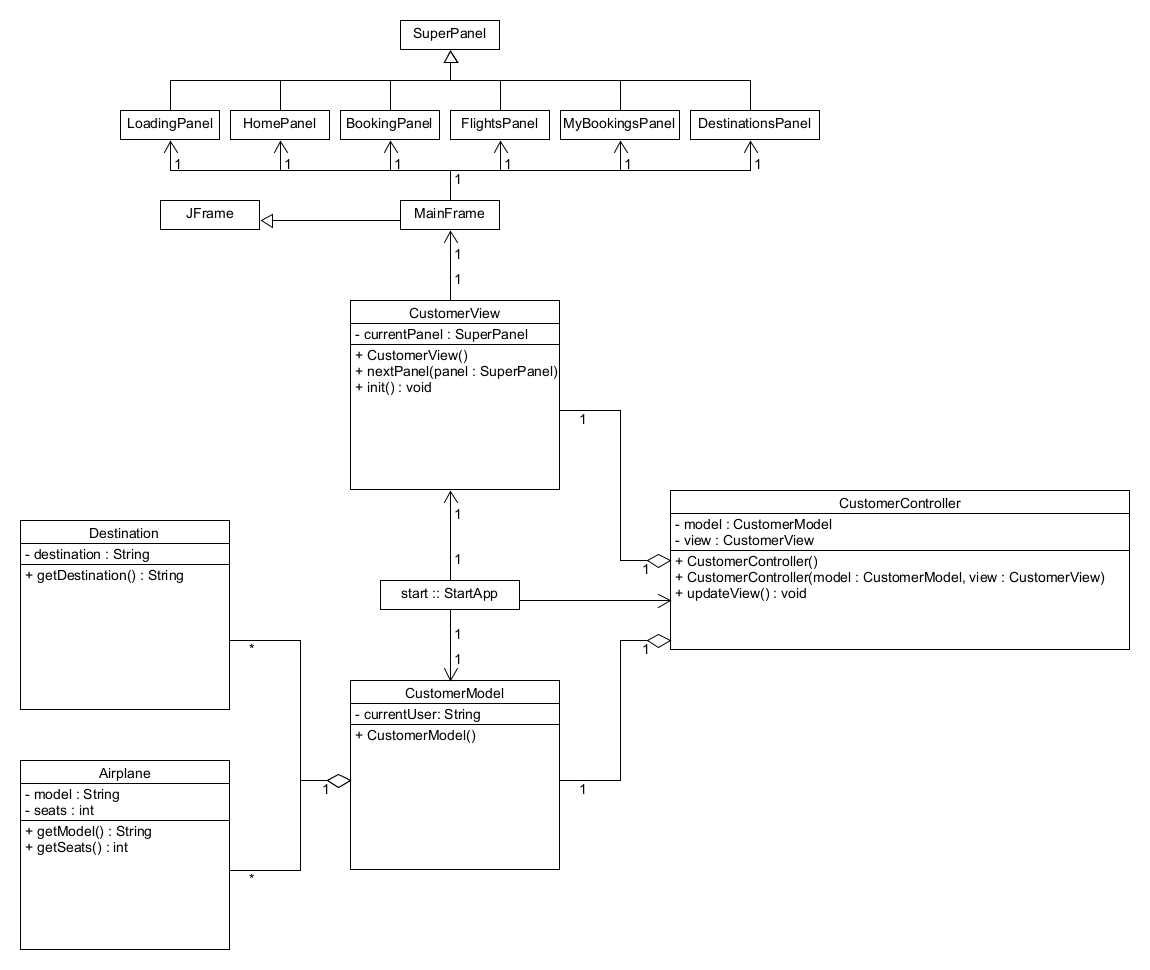 SuperPanel
LoadingPanel
HomePanel
BookingPanel
FlightsPanel
MyBookingsPanel
DestinationsPanel
1
1
1
1
1
1
1
JFrame
MainFrame
1
1
CustomerView
- currentPanel : SuperPanel
+ CustomerView()
+ nextPanel(panel : SuperPanel)
+ init() : void
1
1
1
CustomerController
- model : CustomerModel
- view : CustomerView
+ CustomerController()
+ CustomerController(model : CustomerModel, view : CustomerView)
+ updateView() : void
1
1
Destination
- destination : String
+ getDestination() : String
*
start :: StartApp
1
1
CustomerModel
- currentUser: String
+ CustomerModel()
1
1
Airplane
- model : String
- seats : int
+ getModel() : String
+ getSeats() : int
*